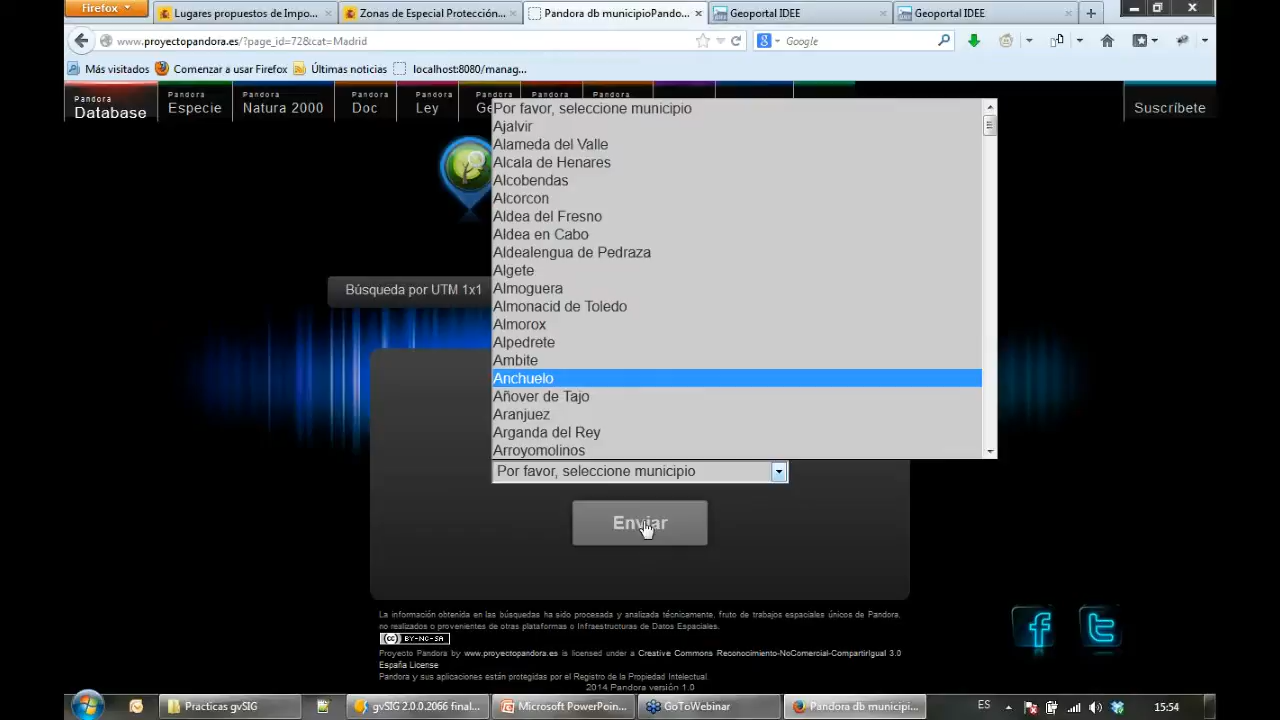 Firefox
Lugares propuestos de Impo...
Zonas de Especial Protección...
Pandora db municipioPando...
Geoportal IDEE
Geoportal IDEE
www.proyectopandora.es/?page_id=72&cat=Madrid
Google
Más visitados
Comenzar a usar Firefox
Últimas noticias
localhost:8080/manag...
Pandora
Database
Pandora
Especie
Pandora
Natura 2000
Pandora
Doc
Pandora
Ley
Pandora
Pandora
Pandora
Suscríbete
Por favor, seleccione municipio
Ajalvir
Alameda del Valle
Alcala de Henares
Alcobendas
Alcorcon
Aldea del Fresno
Aldea en Cabo
Aldealengua de Pedraza
Algete
Almoguera
Almonacid de Toledo
Almorox
Alpedrete
Ambite
Anchuelo
Añover de Tajo
Aranjuez
Arganda del Rey
Arroyomolinos
Búsqueda por UTM 1x1
Por favor, seleccione municipio
Enviar
La información obtenida en las búsquedas ha sido procesada y analizada técnicamente, fruto de trabajos espaciales únicos de Pandora,
no realizados o provenientes de otras plataformas o Infraestructuras de Datos Espaciales.
cc BY-NC-SA
Proyecto Pandora by www.proyectopandora.es is licensed under a Creative Commons Reconocimiento-NoComercial-CompartirIgual 3.0
España License
Pandora y sus aplicaciones están protegidas por el Registro de la Propiedad Intelectual.
2014 Pandora versión 1.0
Practicas gvSIG
gvSIG 2.0.0.2066 final...
Microsoft PowerPoin...
GoToWebinar
Pandora db municipi...
ES
15:54